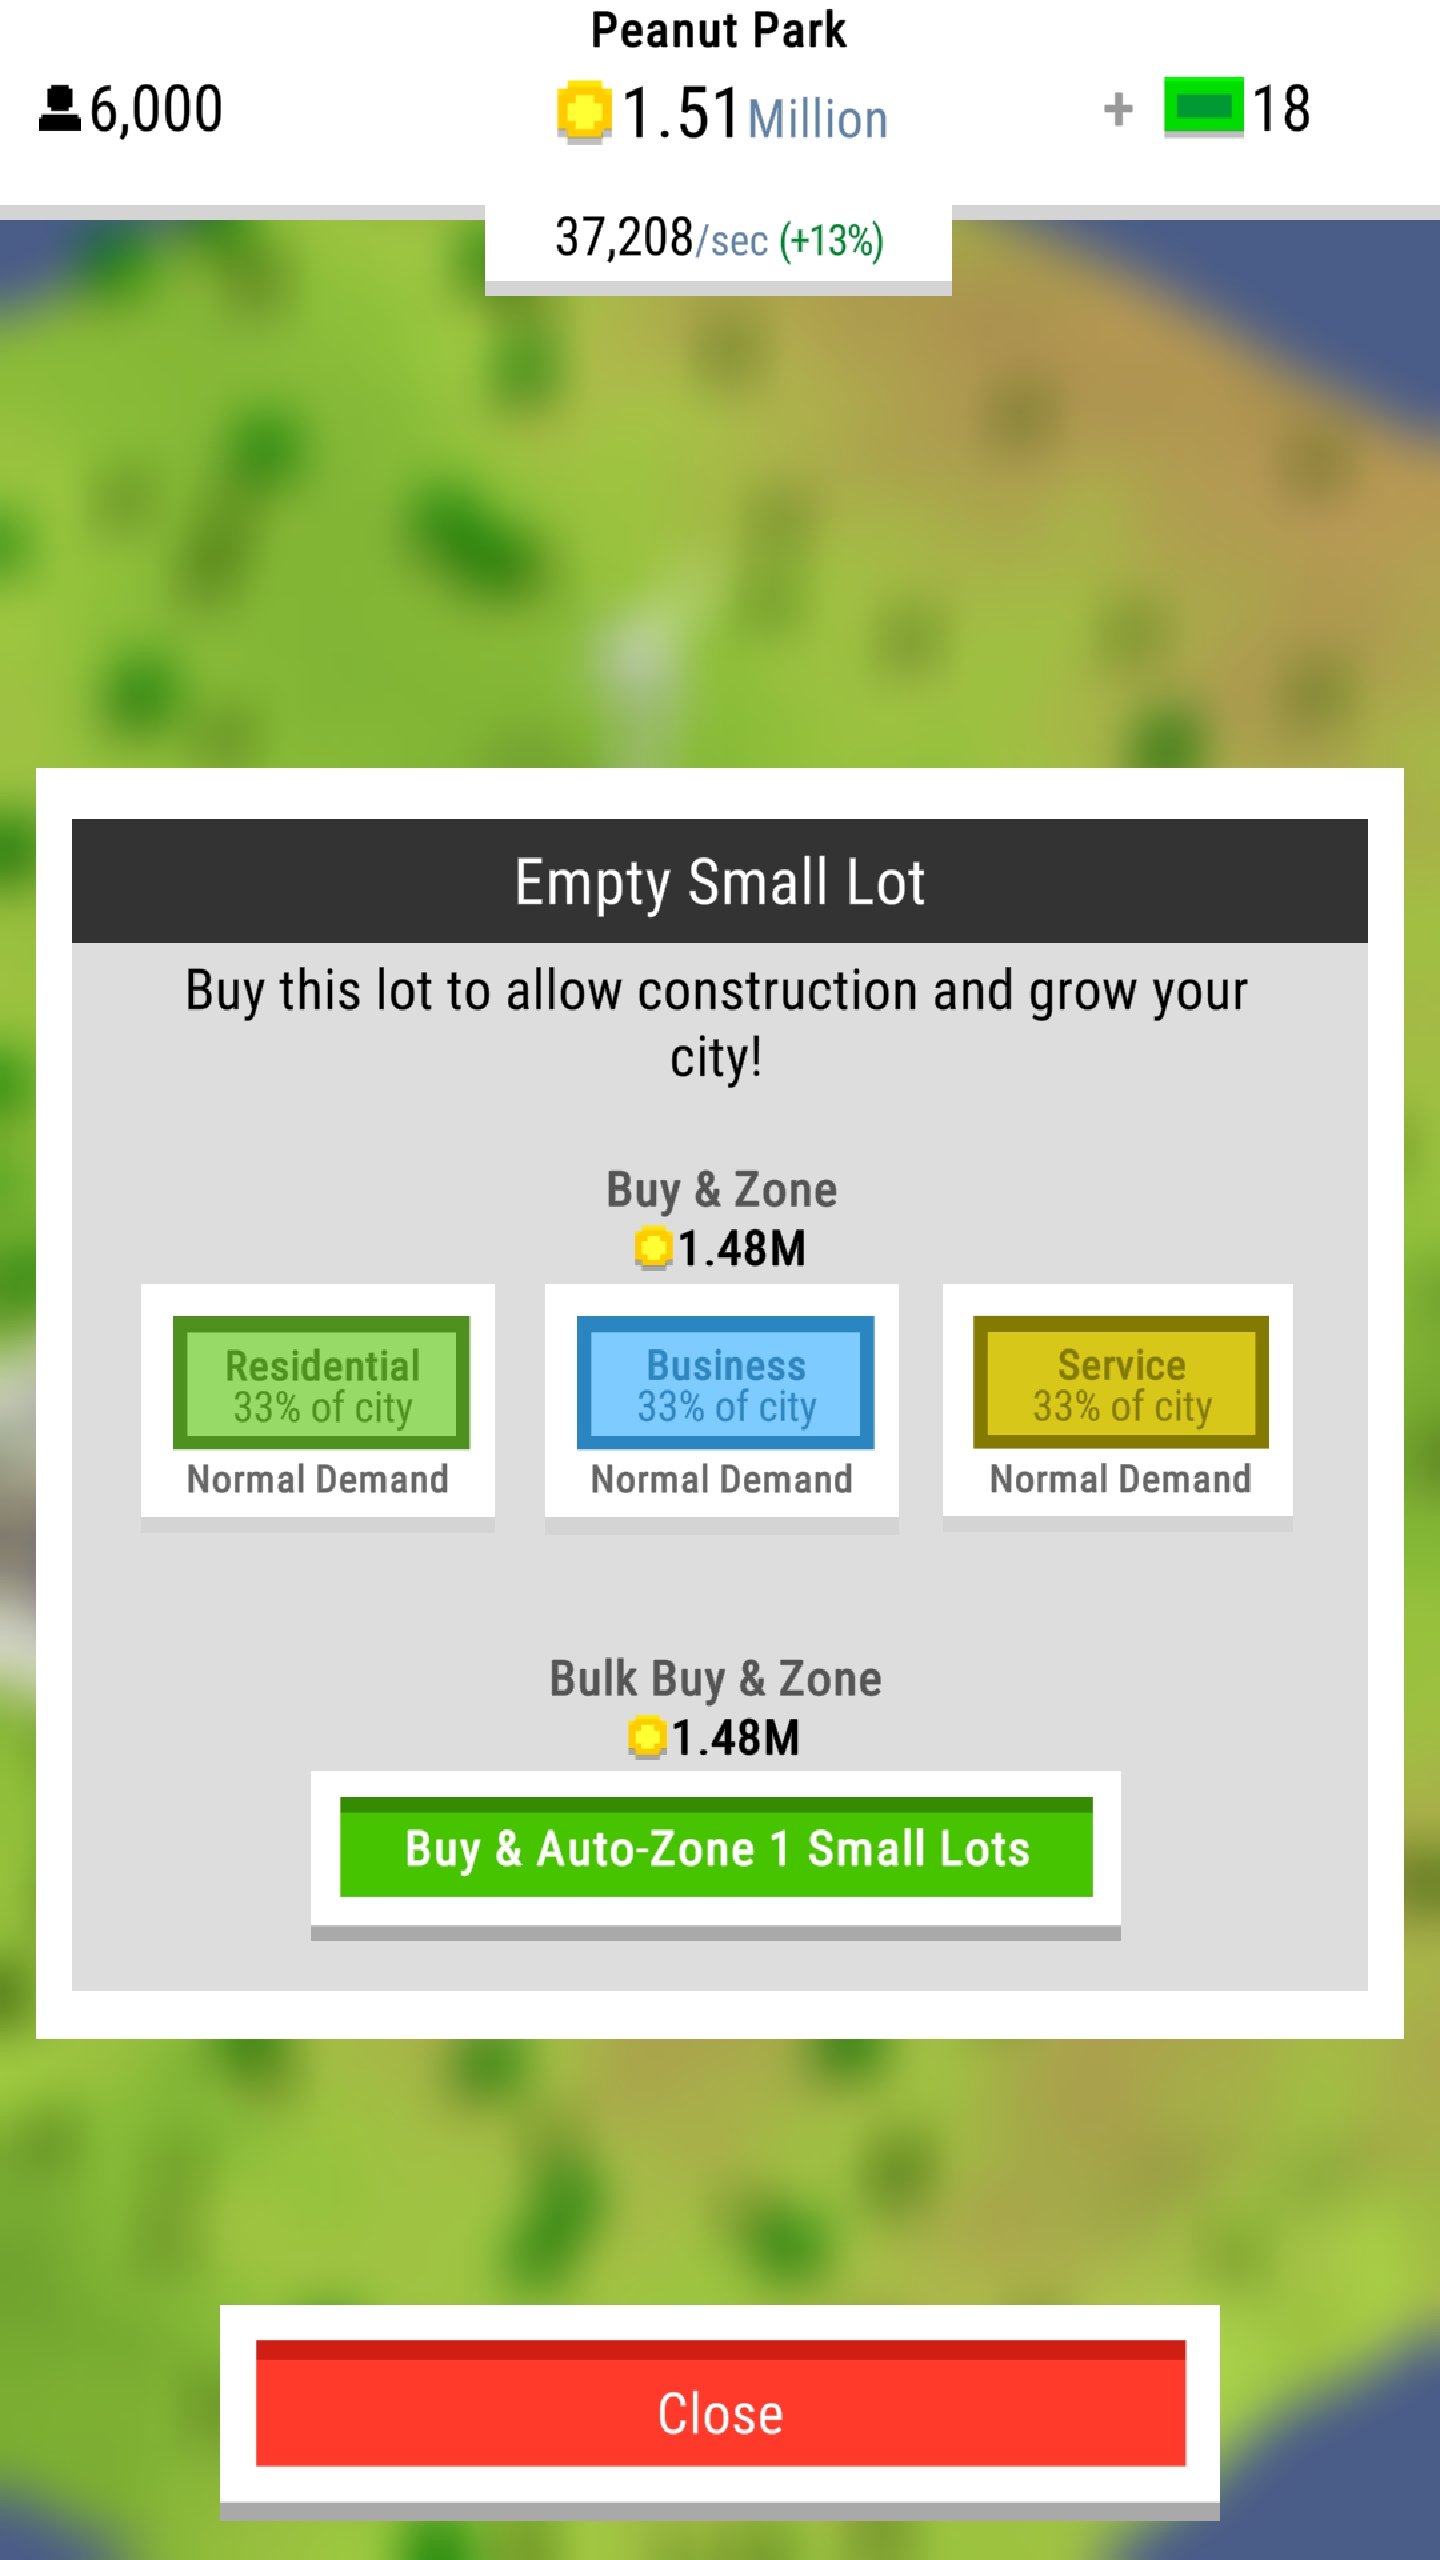 Peanut Park
6,000
1.51 Million
+ 18
37,208/sec (+13%)
Empty Small Lot
Buy this lot to allow construction and grow your
city!
Buy & Zone
1.48M
Residential
33% of city
Normal Demand
Business
33% of city
Normal Demand
Service
33% of city
Normal Demand
Bulk Buy & Zone
1.48M
Buy & Auto-Zone 1 Small Lots
Close